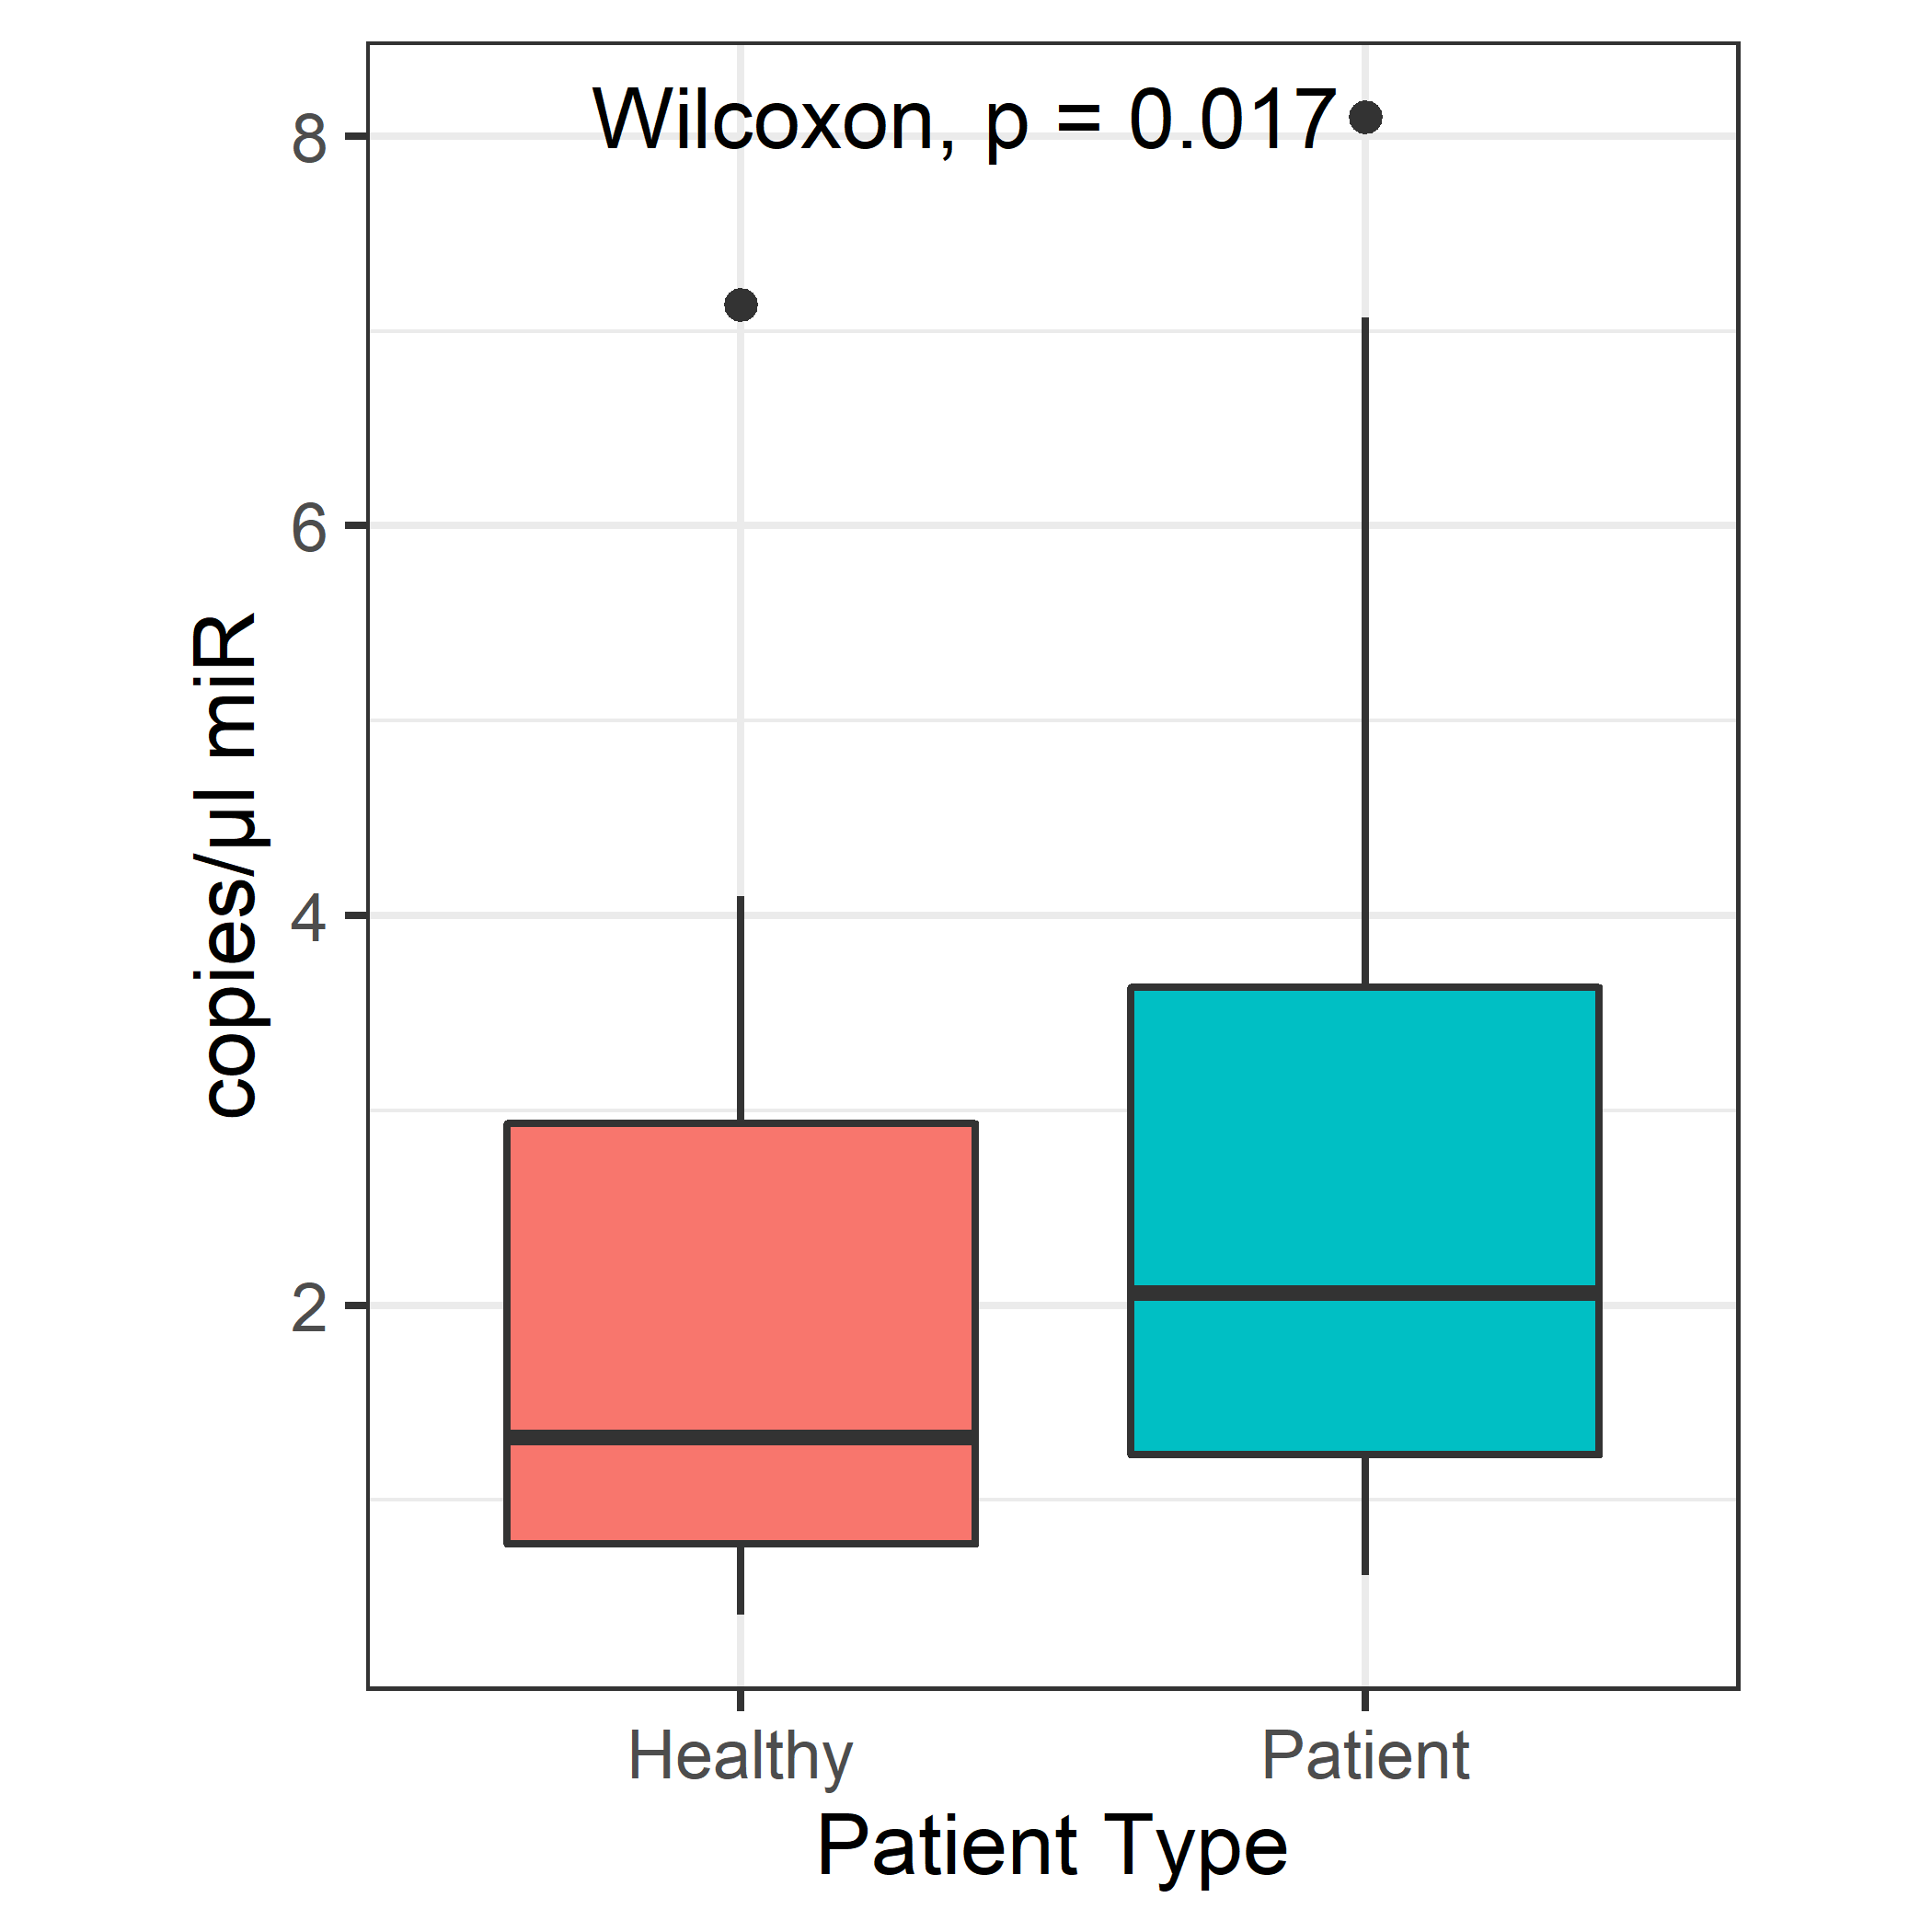 Wilcoxon, p = 0.017
8
6
4
2
copies/µl miR
Healthy Patient
Patient Type